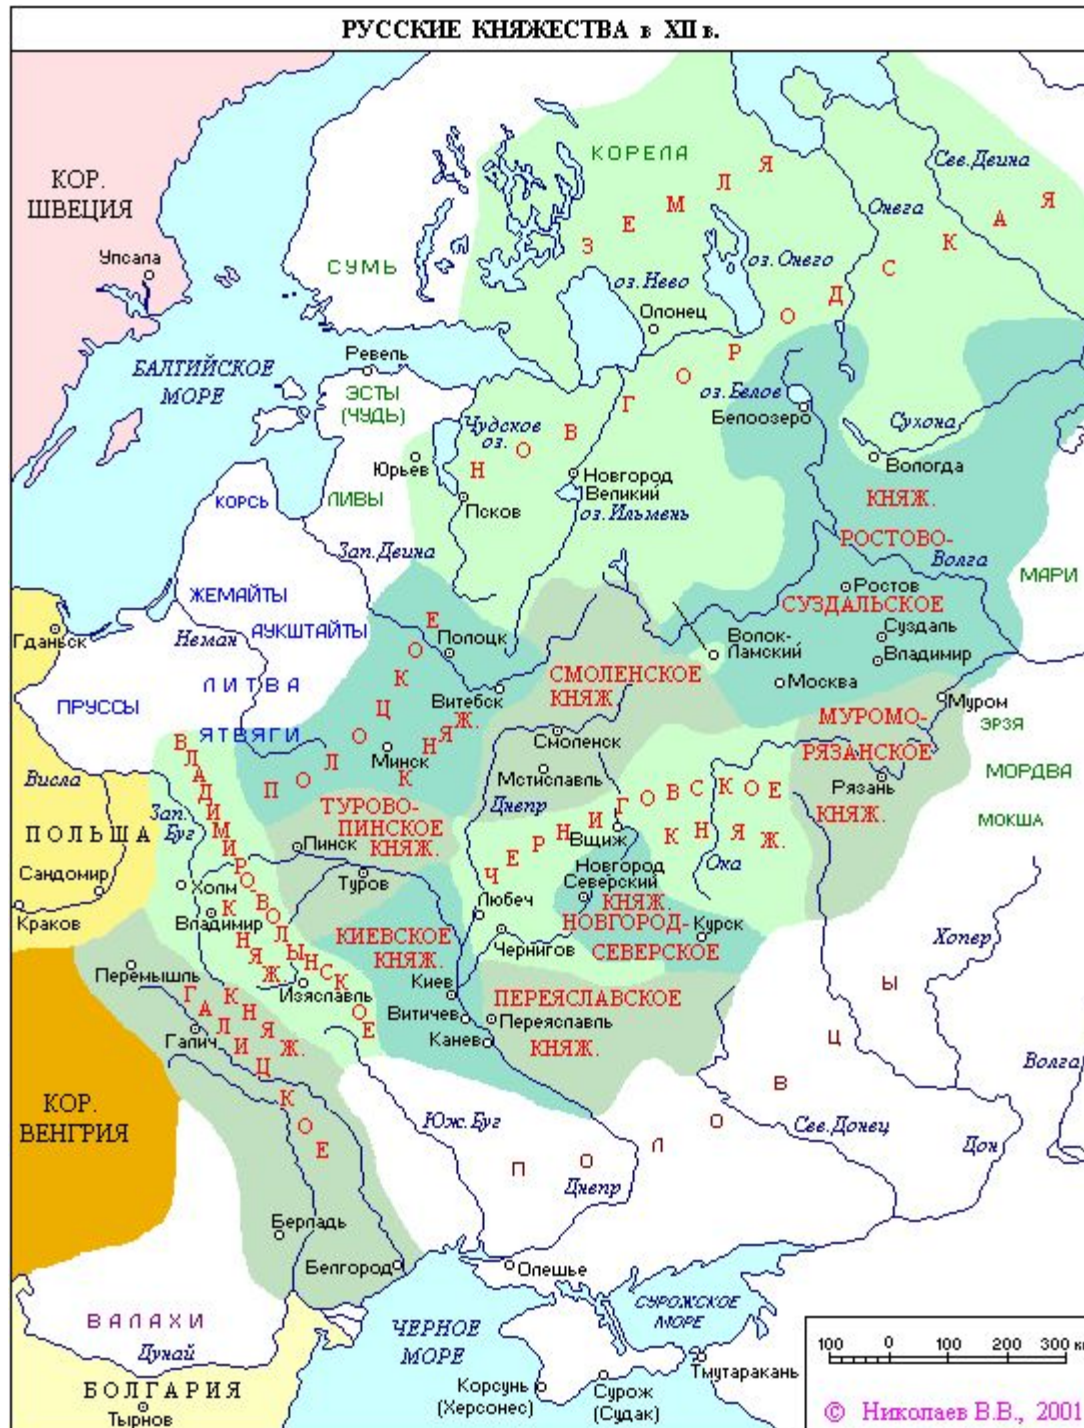 РУССКИЕ КНЯЖЕСТВА в XII в.
КОР.
ШВЕЦИЯ
Упсала
СУМЬ
КОРЕЛА
НОВГОРОДСКАЯ
ЗЕМЛЯ
Сев.Двина
Онега
оз.Онего
оз.Нево
Олонец
БАЛТИЙСКОЕ
МОРЕ
Ревель
ЭСТЫ
(ЧУДЬ)
Чудское
оз.
оз.Белое
Белоозеро
Сухона
Вологда
Юрьев
Новгород
Великий
оз.Ильмень
Псков
КОРСЬ
ЛИВЫ
Зап.Двина
КНЯЖ.
РОСТОВО-
СУЗДАЛЬСКОЕ
Волга
МАРИ
Ростов
Суздаль
Владимир
Волок-
Ламский
Москва
ЖЕМАЙТЫ
Неман
АУКШТАЙТЫ
ЛИТВА
ЯТВЯГИ
Гданьск
ПРУССЫ
ПОЛОЦКОЕ
КНЯЖ.
Полоцк
Витебск
Минск
СМОЛЕНСКОЕ
КНЯЖ.
Смоленск
Мстиславль
Муром
МУРОМО-
РЯЗАНСКОЕ
КНЯЖ.
Рязань
ЭРЗЯ
МОРДВА
МОКША
Висла
ПОЛЬША
Сандомир
Краков
Зап.
Буг
ВЛАДИМИРОВОЛЫНСКОЕ
КНЯЖ.
Холм
Владимир
Изяславль
ТУРОВО-
ПИНСКОЕ
КНЯЖ.
Пинск
Туров
Днепр
ЧЕРНИГОВСКОЕ
КНЯЖ.
Вщиж
Ока
Любеч
Чернигов
Новгород
Северский
КНЯЖ.
НОВГОРОД-
СЕВЕРСКОЕ
Курск
КИЕВСКОЕ
КНЯЖ.
Киев
Витичев
Канев
ПЕРЕЯСЛАВСКОЕ
Переяславль
КНЯЖ.
Хопер
Перемышль
Галич
ГАЛИЦКОЕ
КНЯЖ.
КОР.
ВЕНГРИЯ
Юж.Буг
ПОЛОВЦЫ
Днепр
Сев.Донец
Дон
Волга
Берладь
Белгород
Олешье
ВАЛАХИ
Дунай
БОЛГАРИЯ
Тырнов
ЧЕРНОЕ
МОРЕ
СУРОЖСКОЕ
МОРЕ
Корсунь
(Херсонес)
Сурож
(Судак)
Тмутаракань
100 0 100 200 300 км
© Николаев В.В., 2001